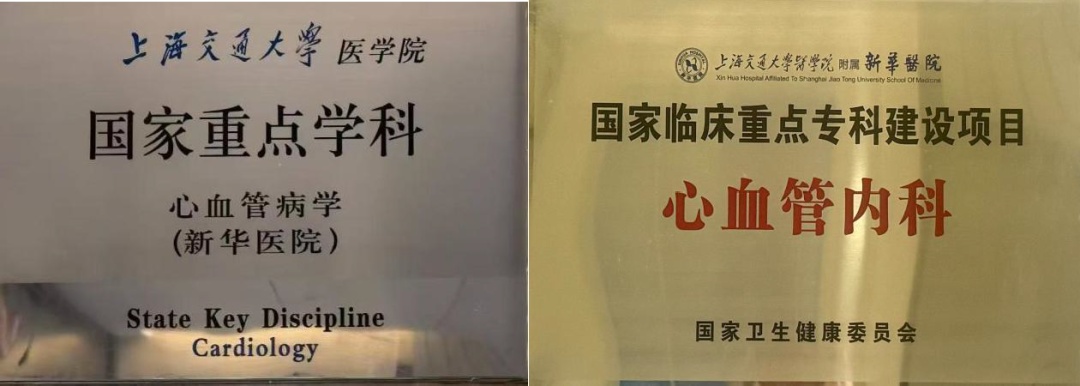 上海交通大学 医学院
国家重点学科
心血管病学
(新华医院)
State Key Discipline
Cardiology
上海交通大學醫學院 附属 新華醫院
Xin Hua Hospital Affiliated To Shanghai Jiao Tong University School Of Medicine
国家临床重点专科建设项目
心血管内科
国家卫生健康委员会